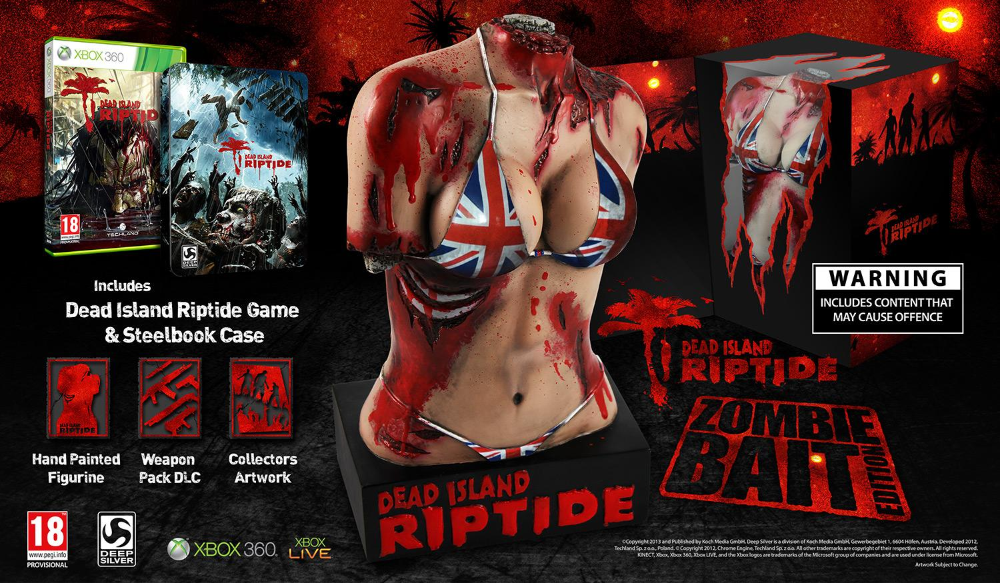 XBOX 360
DEAD ISLAND
RIPTID
18
www.pegi.info
PROVISIONAL
TECHLAND
DEAD ISLAND
RIPTIDE
DEEP
SILVER
Includes
Dead Island Riptide Game
& Steelbook Case
DEAD ISLAND
RIPTIDE
Hand Painted
Figurine
Weapon
Pack DLC
Collectors
Artwork
18
www.pegi.info
PROVISIONAL
DEEP
SILVER
XBOX 360.
XBOX
LIVE
DEAD ISLAND
RIPTIDE
DEAD ISLAND
RIPTIDE
WARNING
INCLUDES CONTENT THAT
MAY CAUSE OFFENCE
DEAD ISLAND
RIPTIDE
ZOMBIE
BAIT
EDITION
©Copyright 2013 and Published by Koch Media GmbH. Deep Silver is a division of Koch Media GmbH, Gewerbegebiet 1, 6604 Höfen, Austria. Developed 2012,
Techland Sp. z o.o., Poland. © Copyright 2012, Chrome Engine, Techland Sp. z o.o. All other trademarks are copyright of their respective owners. All rights reserved.
KINECT, Xbox, Xbox 360, Xbox LIVE, and the Xbox logos are trademarks of the Microsoft group of companies and are used under license from Microsoft.
Artwork Subject to Change.